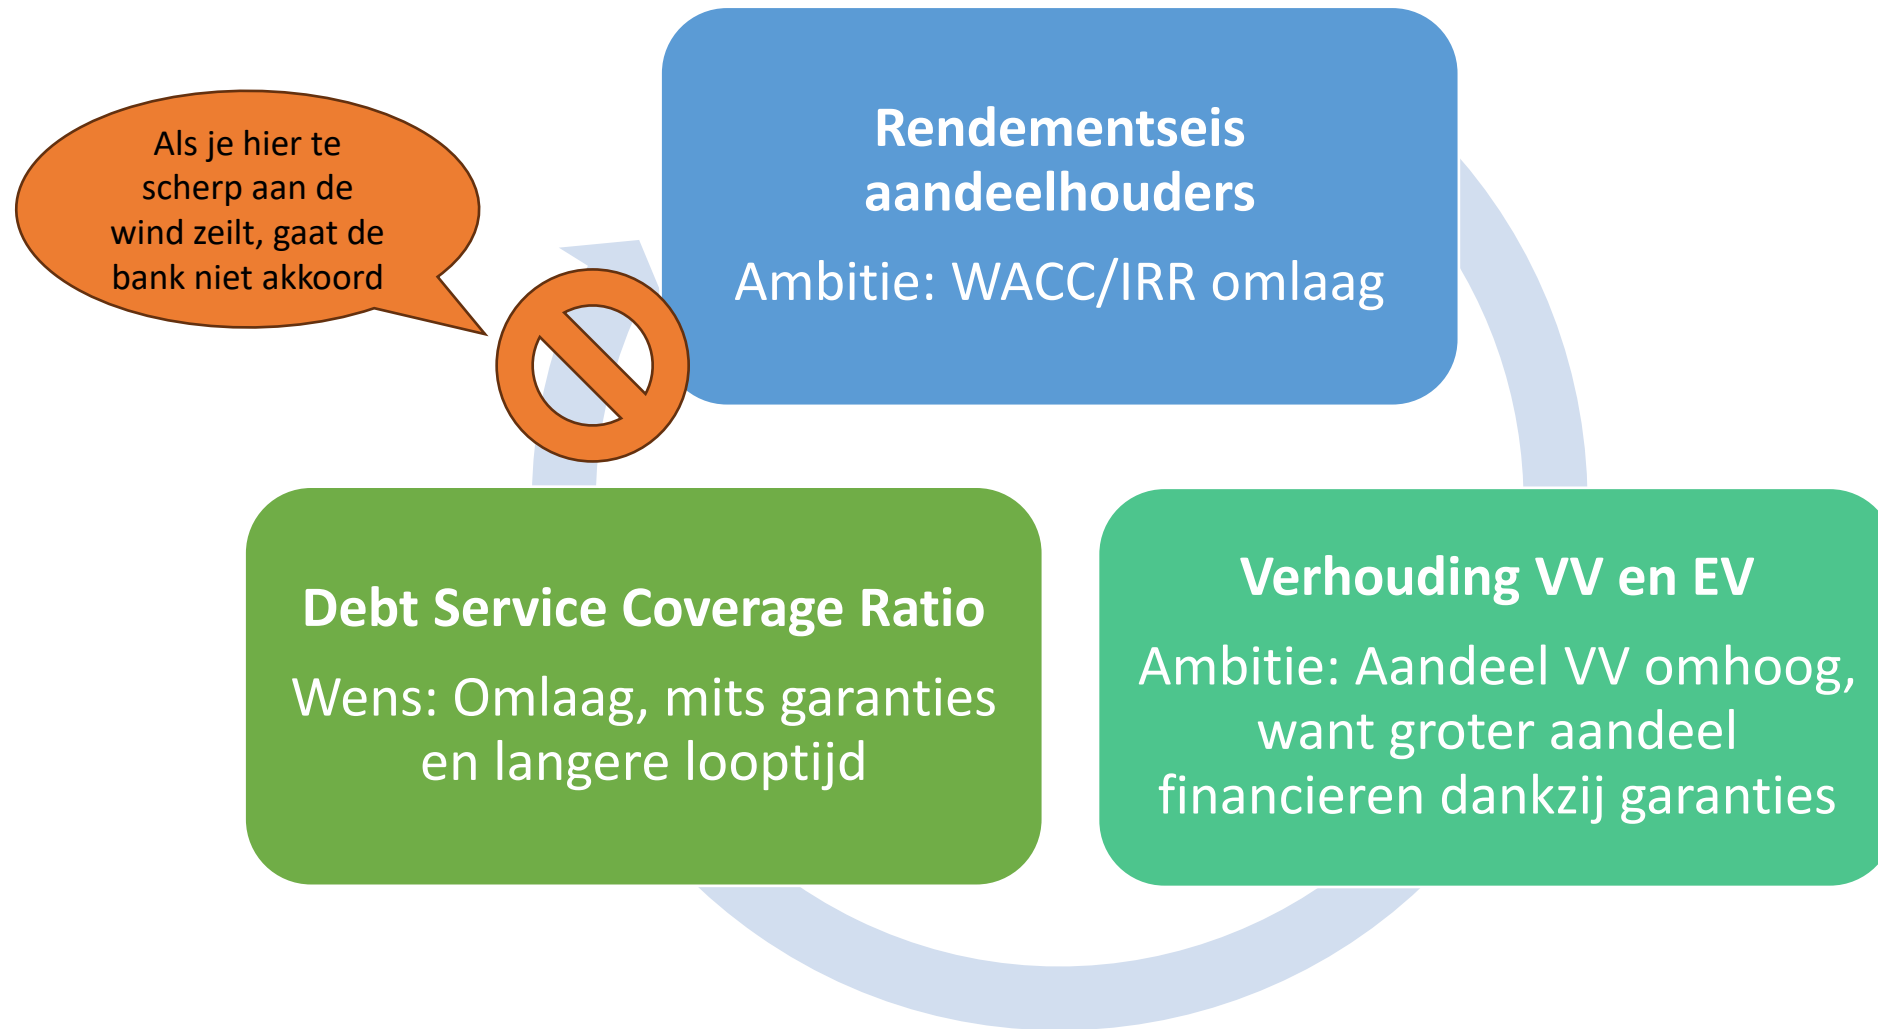 Als je hier te
scherp aan de
wind zeilt, gaat de
bank niet akkoord
Rendementseis
aandeelhouders
Ambitie: WACC/IRR omlaag
Debt Service Coverage Ratio
Wens: Omlaag, mits garanties
en langere looptijd
Verhouding VV en EV
Ambitie: Aandeel VV omhoog,
want groter aandeel
financieren dankzij garanties